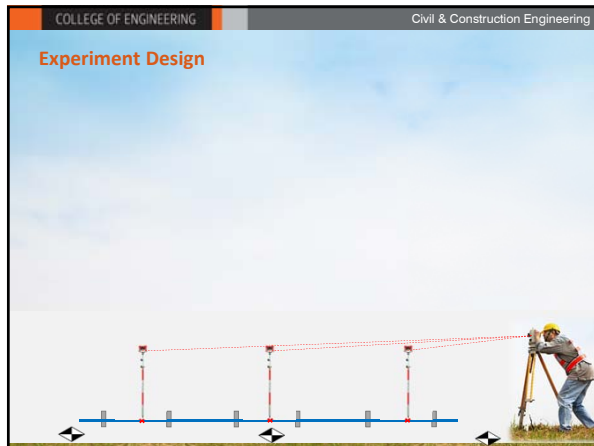 COLLEGE OF ENGINEERING
Civil & Construction Engineering
Experiment Design